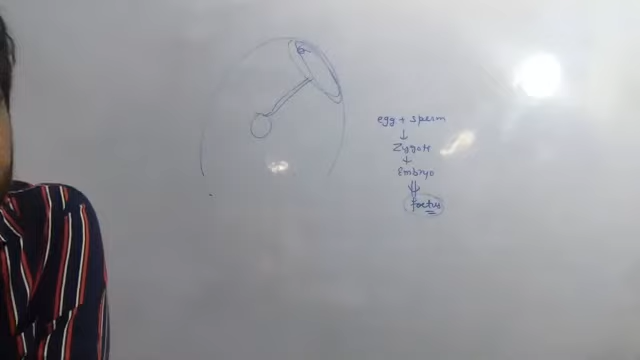 egg + sperm
↓
Zygote
↓
Embryo
⇓
Foetus